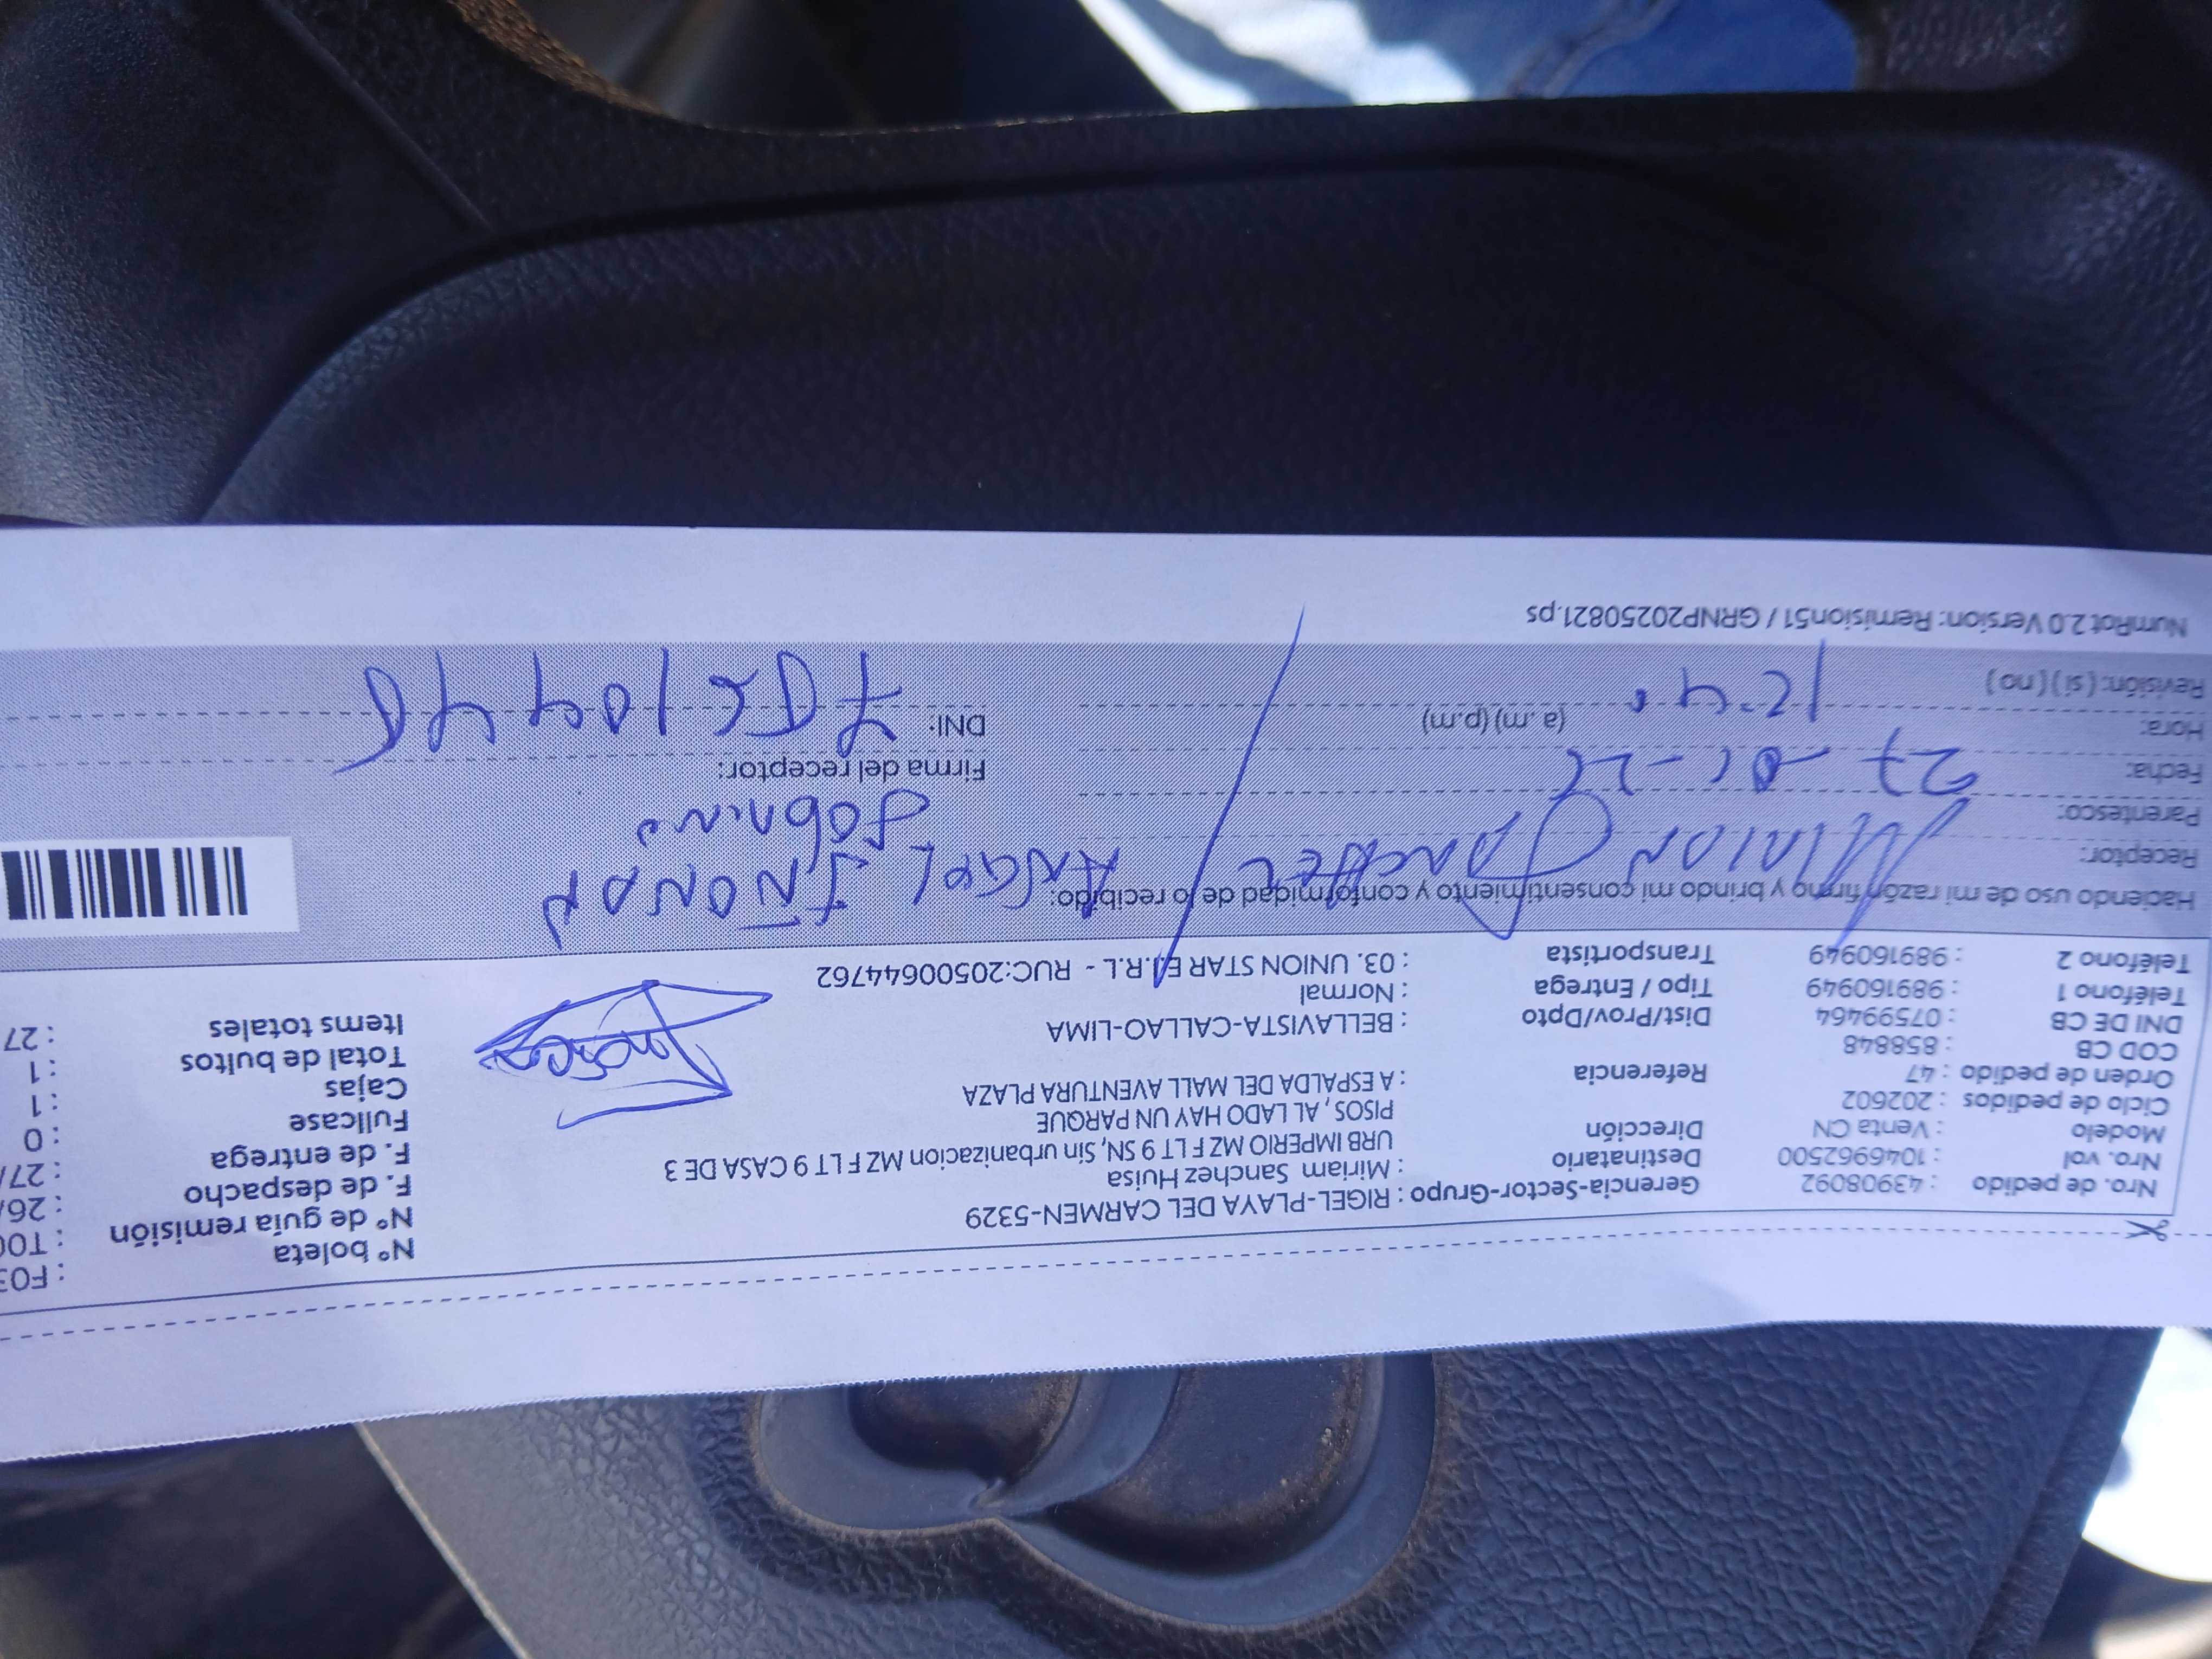 Nro. de pedido : 43908092 Gerencia-Sector-Grupo : RIGEL-PLAYA DEL CARMEN-5329 N° boleta : F03
Nro. vol : 1046962500 Destinatario : Miriam Sanchez Huisa N° de guía remisión : T00
Modelo : Venta CN Dirección URB IMPERIO MZ F LT 9 SN, Sin urbanizacion MZ F LT 9 CASA DE 3 F. de despacho : 26/
Ciclo de pedidos : 202602 PISOS, AL LADO HAY UN PARQUE F. de entrega : 27/
Orden de pedido : 47 Referencia : A ESPALDA DEL MALL AVENTURA PLAZA Fullcase : 0
COD CB : 858848 Cajas : 1
DNI DE CB : 07599464 Dist/Prov/Dpto : BELLAVISTA-CALLAO-LIMA Total de bultos : 1
Teléfono 1 : 989160949 Tipo / Entrega : Normal Items totales : 27
Teléfono 2 : 989160949 Transportista : 03. UNION STAR E.I.R.L - RUC:20500644762
Haciendo uso de mi razón firmo y brindo mi consentimiento y conformidad de lo recibido:
Receptor: ANGEL IÑOÑAN
Parentesco: Sobrino
Fecha: Firma del receptor:
Hora: (a. m) (p.m) DNI:
Revisión: ( si ) ( no )
NumRot 2.0 Version: Remision51 / GRNP20250821.ps